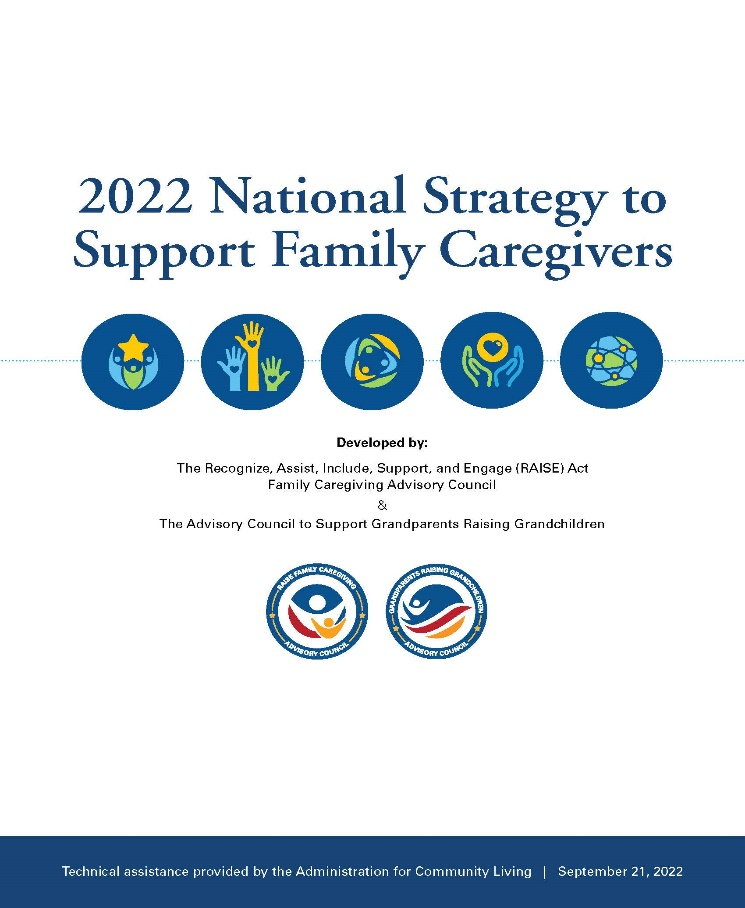 2022 National Strategy to
Support Family Caregivers
Developed by:
The Recognize, Assist, Include, Support, and Engage (RAISE) Act
Family Caregiving Advisory Council
&
The Advisory Council to Support Grandparents Raising Grandchildren
RAISE FAMILY CAREGIVING
ADVISORY COUNCIL
GRANDPARENTS RAISING GRANDCHILDREN
ADVISORY COUNCIL
Technical assistance provided by the Administration for Community Living | September 21, 2022